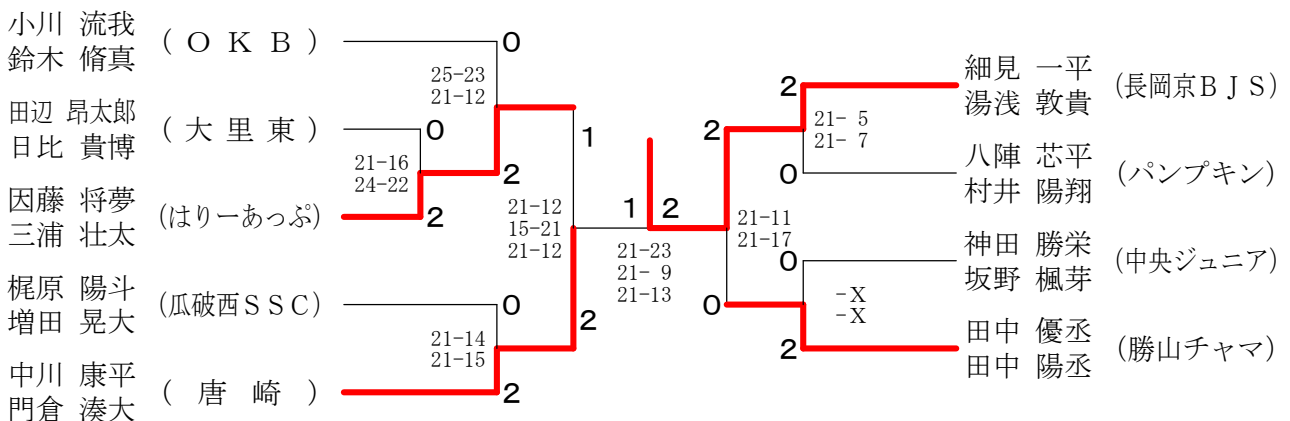 小川 流我
鈴木 脩真
(ＯＫＢ)
0
25-23
21-12
田辺 昂太郎
日比 貴博
(大里東)
0
21-16
24-22
2
因藤 将夢
三浦 壮太
(はりーあっぷ)
2
1
21-12
15-21
21-12
梶原 陽斗
増田 晃大
(瓜破西ＳＳＣ)
0
21-14
21-15
2
中川 康平
門倉 湊大
(唐崎)
2
1
2
21-23
21- 9
21-13
細見 一平
湯浅 敦貴
(長岡京ＢＪＳ)
2
21- 5
21- 7
2
八陣 芯平
村井 陽翔
(パンプキン)
0
21-11
21-17
神田 勝栄
坂野 楓芽
(中央ジュニア)
0
-X
-X
0
田中 優丞
田中 陽丞
(勝山チャマ)
2